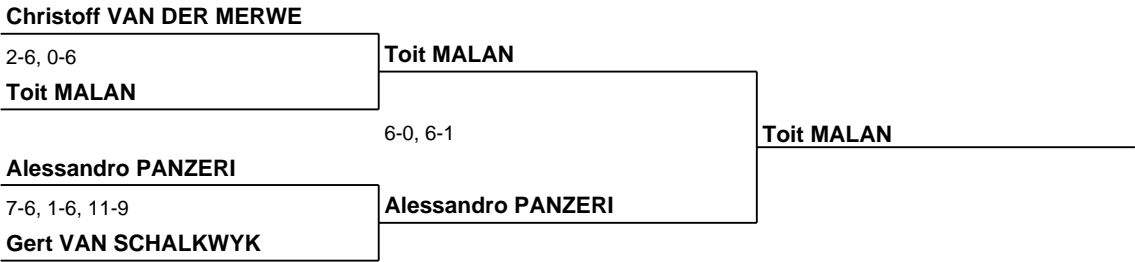 Christoff VAN DER MERWE
2-6, 0-6
Toit MALAN
Toit MALAN
6-0, 6-1
Toit MALAN
Alessandro PANZERI
7-6, 1-6, 11-9
Alessandro PANZERI
Gert VAN SCHALKWYK